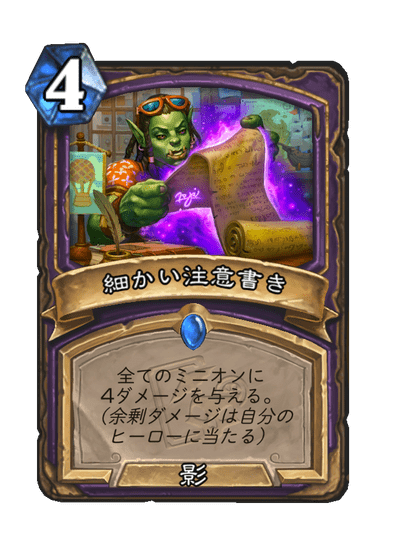 4
細かい注意書き
全てのミニオンに
4ダメージを与える。
(余剰ダメージは自分の
ヒーローに当たる)
影